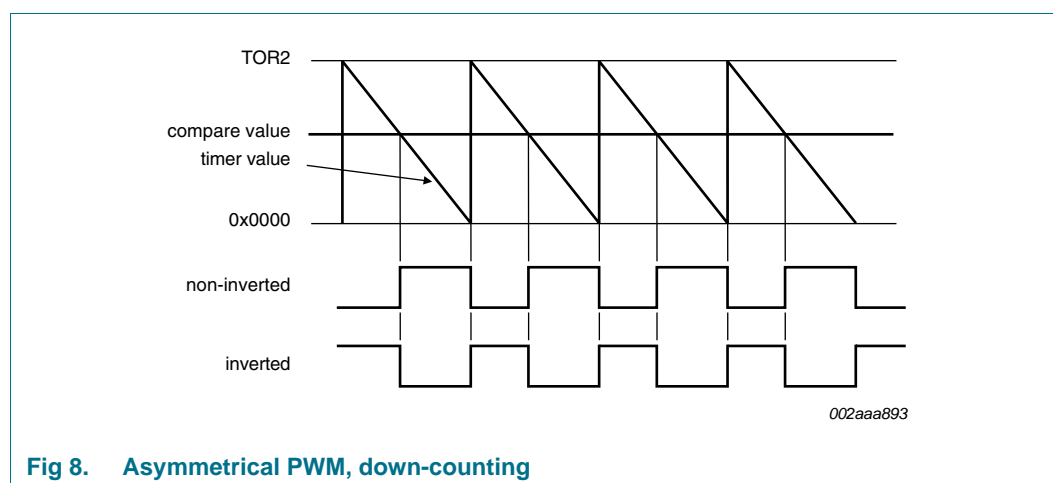 TOR2
compare value
timer value
0x0000
non-inverted
inverted
002aaa893
Fig 8. Asymmetrical PWM, down-counting